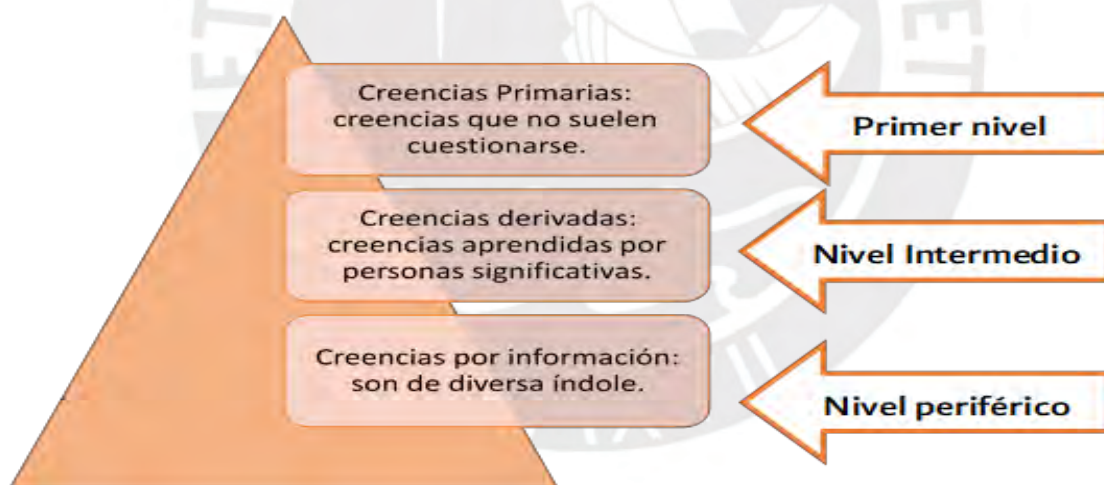 Creencias Primarias:
creencias que no suelen
cuestionarse.
Primer nivel
Creencias derivadas:
creencias aprendidas por
personas significativas.
Nivel Intermedio
Creencias por información:
son de diversa índole.
Nivel periférico